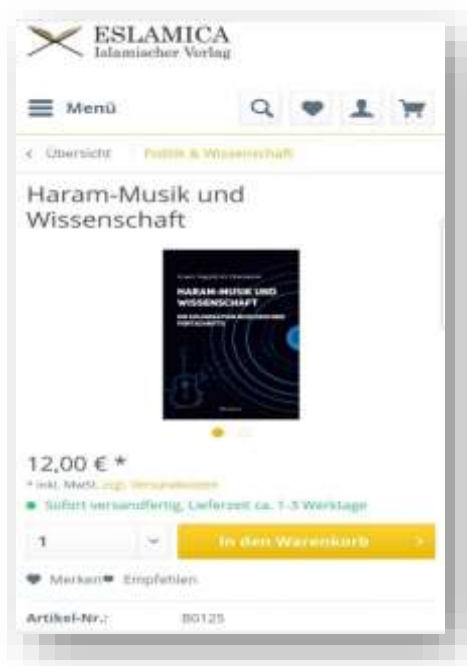 ESLAMICA
Islamischer Verlag
Menü
Übersicht Politik & Wissenschaft
Haram-Musik und
Wissenschaft
HARAM-MUSIK UND
WISSENSCHAFT
12,00 € *
* inkl. MwSt. zzgl. Versandkosten
Sofort versandfertig, Lieferzeit ca. 1-3 Werktage
1 In den Warenkorb
Merken Empfehlen
Artikel-Nr.: B0125